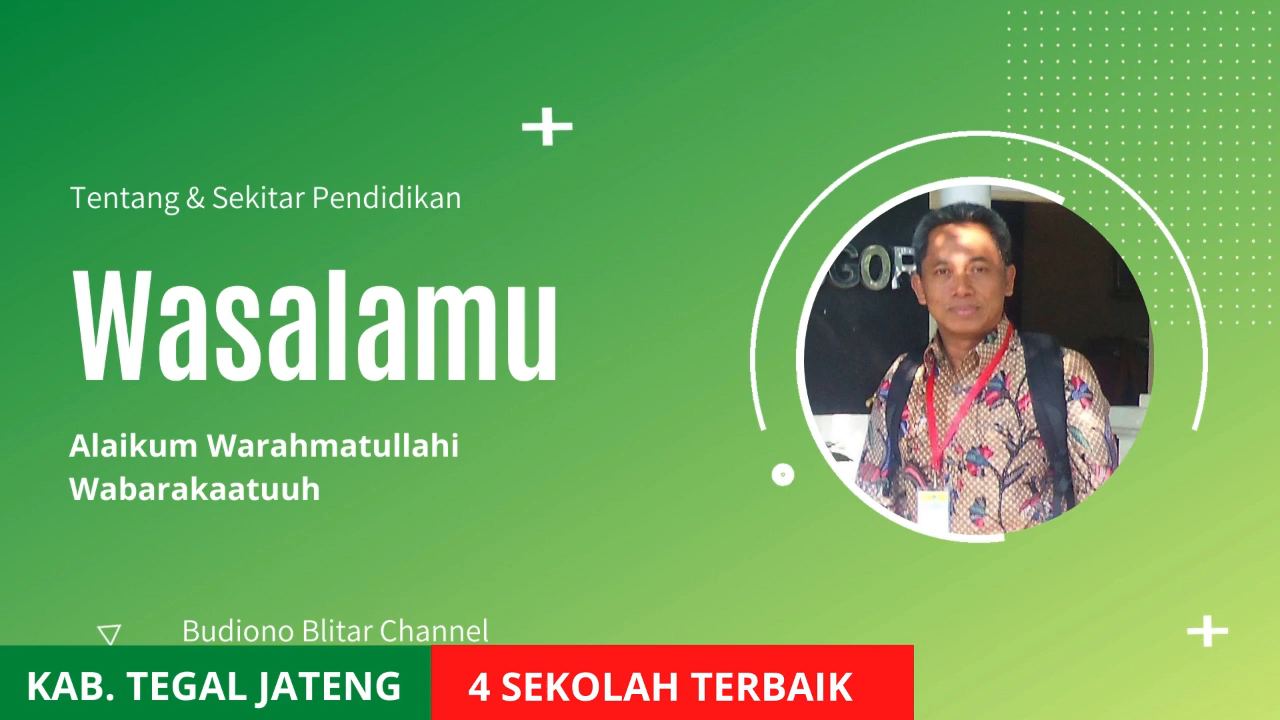 Tentang & Sekitar Pendidikan
Wasalamu
Alaikum Warahmatullahi
Wabarakaatuuh
Budiono Blitar Channel
KAB. TEGAL JATENG
4 SEKOLAH TERBAIK